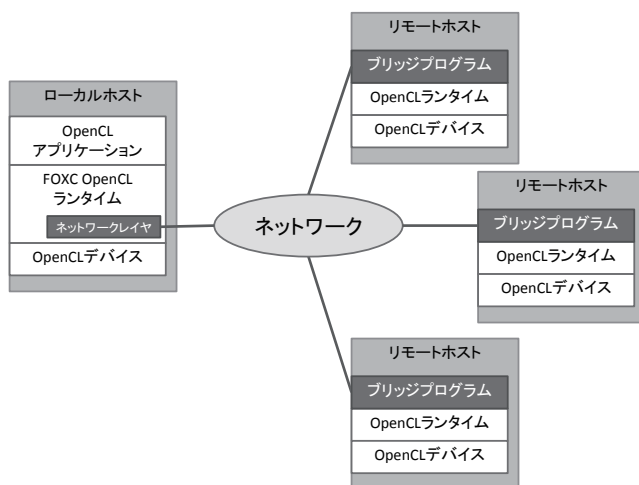 リモートホスト
ブリッジプログラム
OpenCLランタイム
OpenCLデバイス
ローカルホスト
OpenCL
アプリケーション
FOXC OpenCL
ランタイム
ネットワークレイヤ
OpenCLデバイス
ネットワーク
リモートホスト
ブリッジプログラム
OpenCLランタイム
OpenCLデバイス
リモートホスト
ブリッジプログラム
OpenCLランタイム
OpenCLデバイス